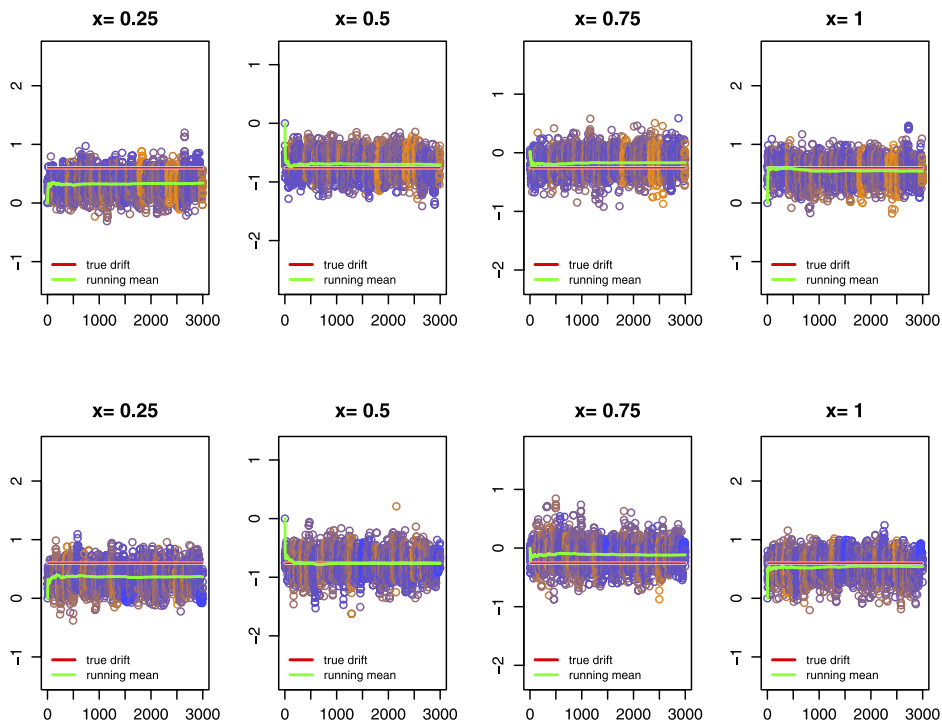 x= 0.25 x= 0.5 x= 0.75 x= 1
2 1 0 −1
1 0 −1 −2
1 0 −1 −2
2 1 0 −1
true drift true drift true drift true drift
running mean running mean running mean running mean
0 1000 2000 3000 0 1000 2000 3000 0 1000 2000 3000 0 1000 2000 3000
x= 0.25 x= 0.5 x= 0.75 x= 1
2 1 0 −1
1 0 −1 −2
1 0 −1 −2
2 1 0 −1
true drift true drift true drift true drift
running mean running mean running mean running mean
0 1000 2000 3000 0 1000 2000 3000 0 1000 2000 3000 0 1000 2000 3000